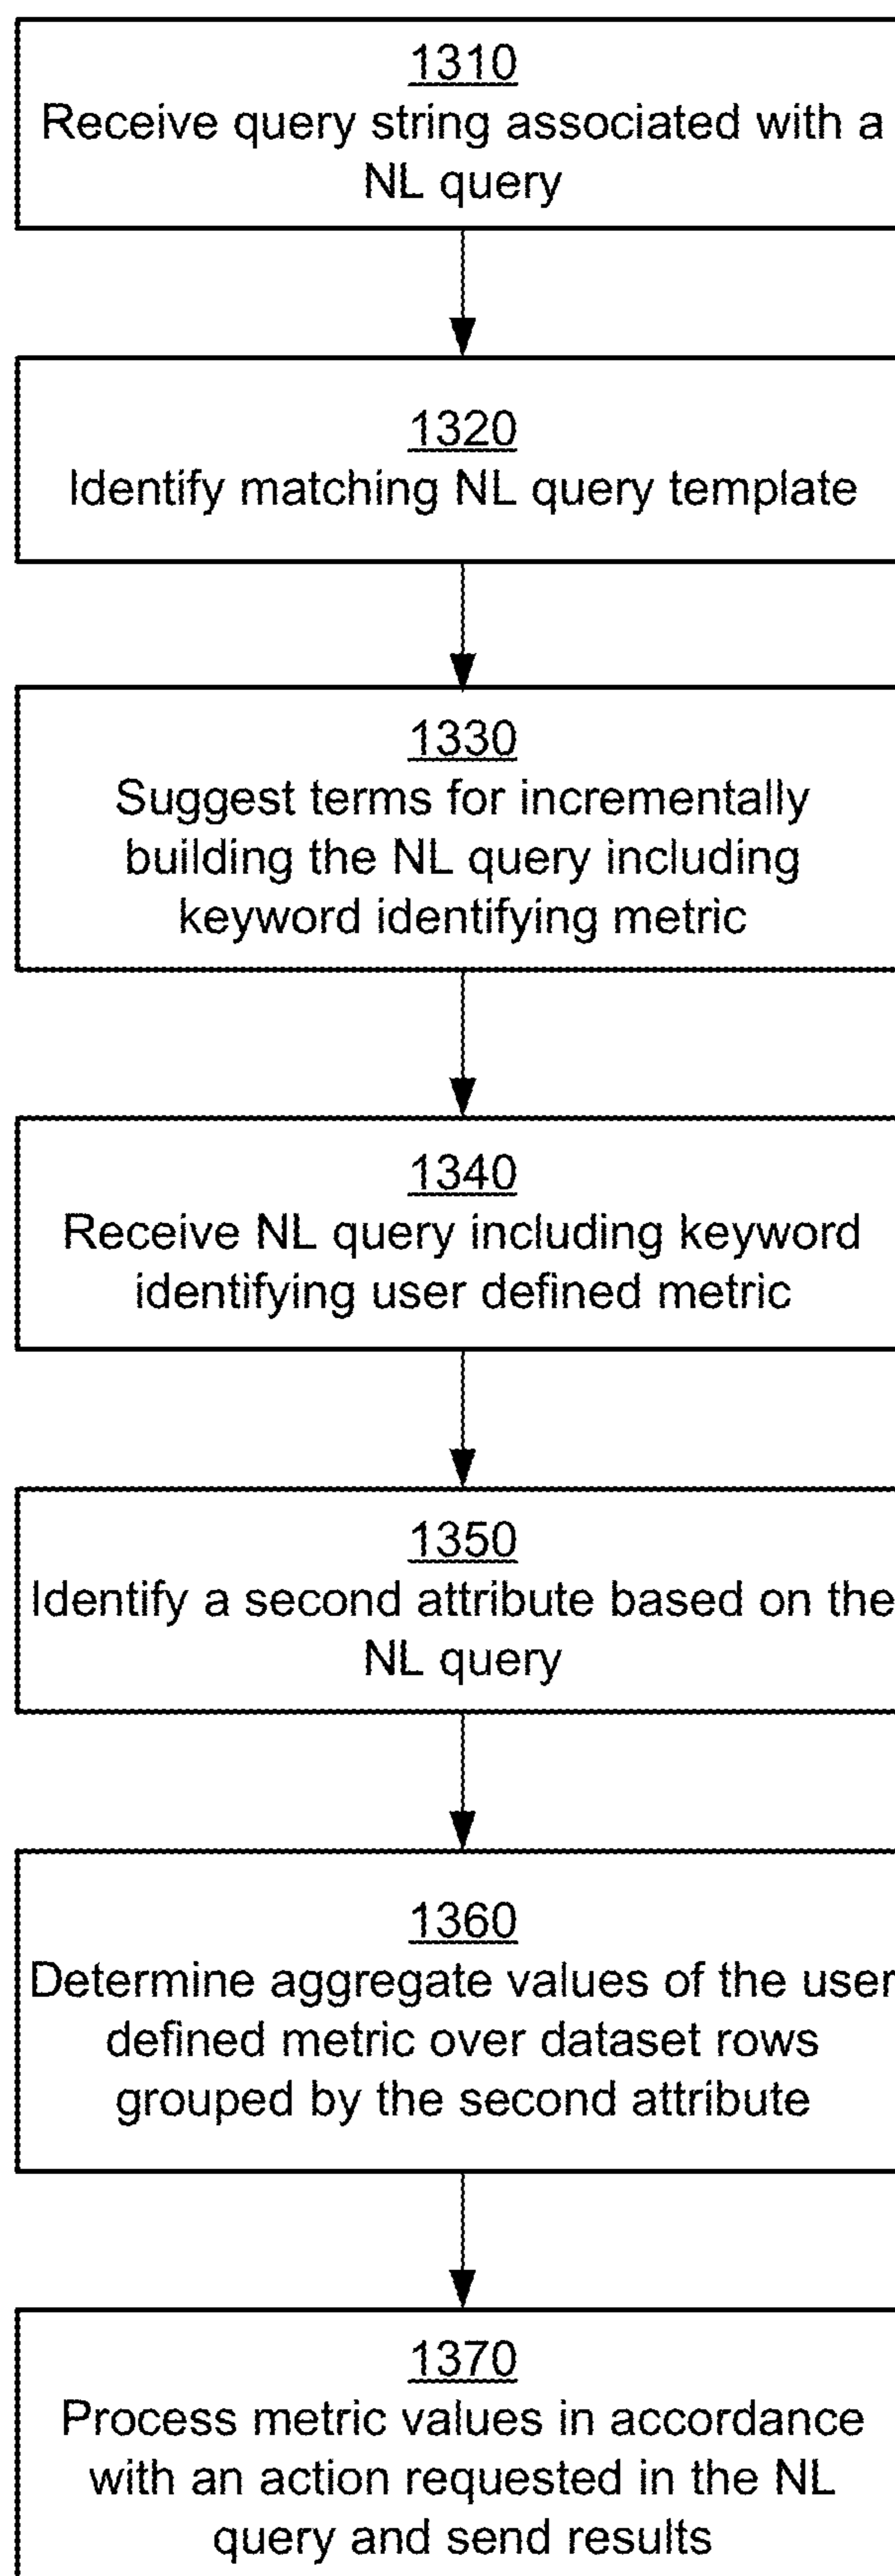 1310
Receive query string associated with a
NL query
1320
Identify matching NL query template
1330
Suggest terms for incrementally
building the NL query including
keyword identifying metric
1340
Receive NL query including keyword
identifying user defined metric
1350
Identify a second attribute based on the
NL query
1360
Determine aggregate values of the user
defined metric over dataset rows
grouped by the second attribute
1370
Process metric values in accordance
with an action requested in the NL
query and send results